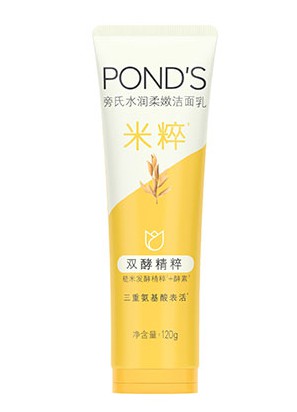 POND'S
旁氏水润柔嫩洁面乳
米粹
双酵精粹
糙米发酵精粹+酵素
三重氨基酸表活
净含量·120g